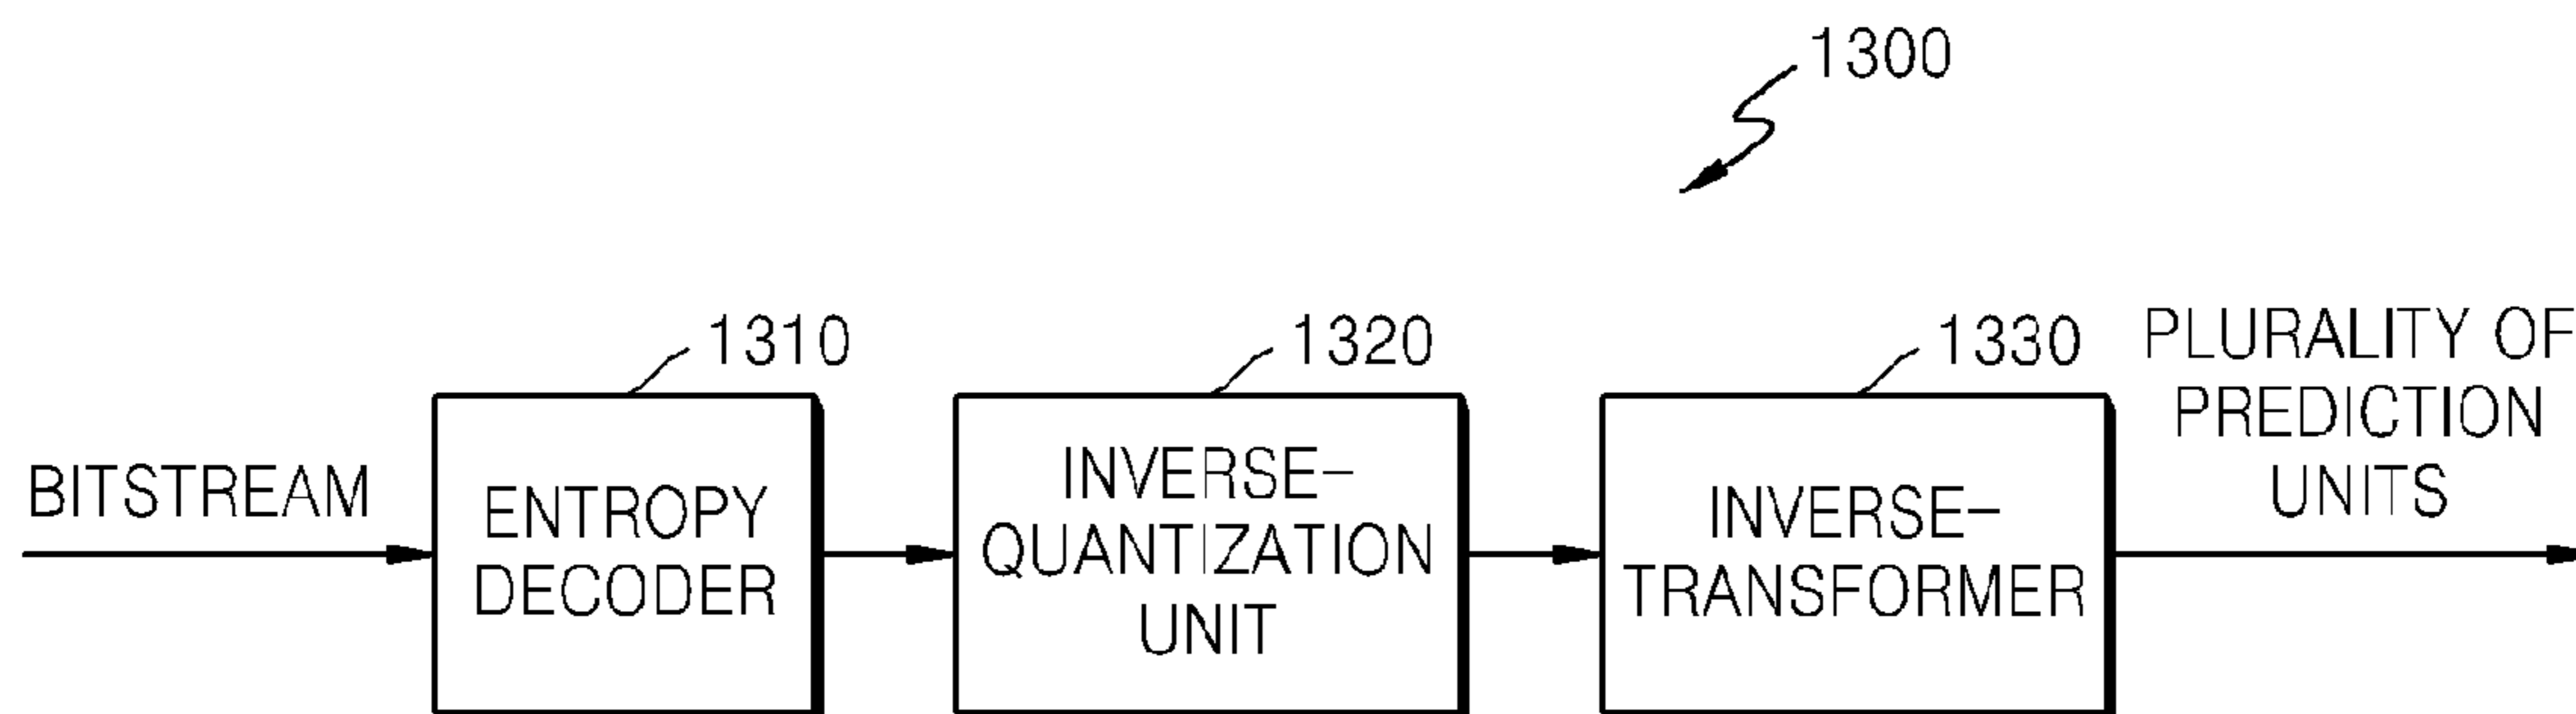 1300
1310
1320
1330
PLURALITY OF
PREDICTION
UNITS
BITSTREAM
ENTROPY
DECODER
INVERSE-
QUANTIZATION
UNIT
INVERSE-
TRANSFORMER